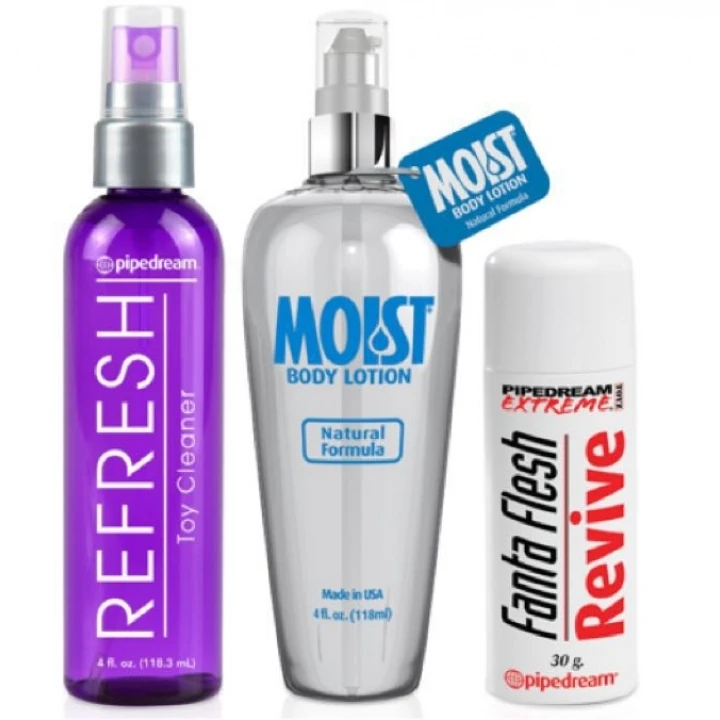 pipedream
REFRESH
Toy Cleaner
4 fl. oz. (118.3 mL)
MOIST
BODY LOTION
Natural Formula
MOIST
BODY LOTION
Natural
Formula
Made in USA
4 fl. oz. (118ml)
PIPEDREAM
EXTREME TOYZ
Fanta Flesh
Revive
30 g.
pipedream